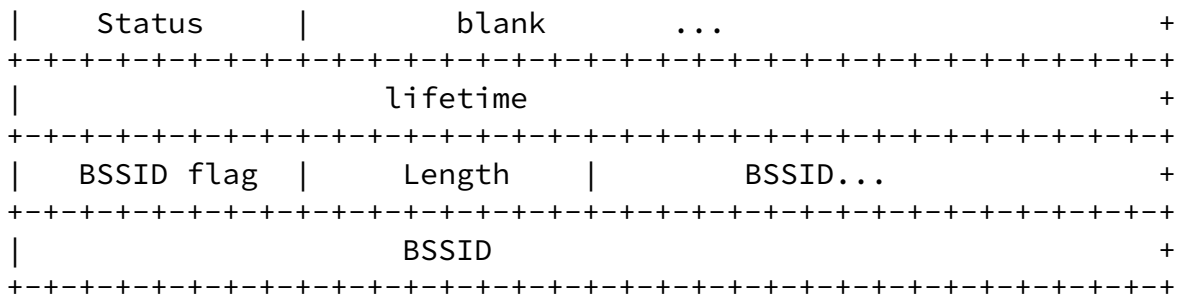 |    Status     |        blank       ...                        +
+-+-+-+-+-+-+-+-+-+-+-+-+-+-+-+-+-+-+-+-+-+-+-+-+-+-+-+-+-+-+-+-+
|                    lifetime                                   +
+-+-+-+-+-+-+-+-+-+-+-+-+-+-+-+-+-+-+-+-+-+-+-+-+-+-+-+-+-+-+-+-+
|   BSSID flag  |     Length    |        BSSID...               +
+-+-+-+-+-+-+-+-+-+-+-+-+-+-+-+-+-+-+-+-+-+-+-+-+-+-+-+-+-+-+-+-+
|                     BSSID                                     +
+-+-+-+-+-+-+-+-+-+-+-+-+-+-+-+-+-+-+-+-+-+-+-+-+-+-+-+-+-+-+-+-+